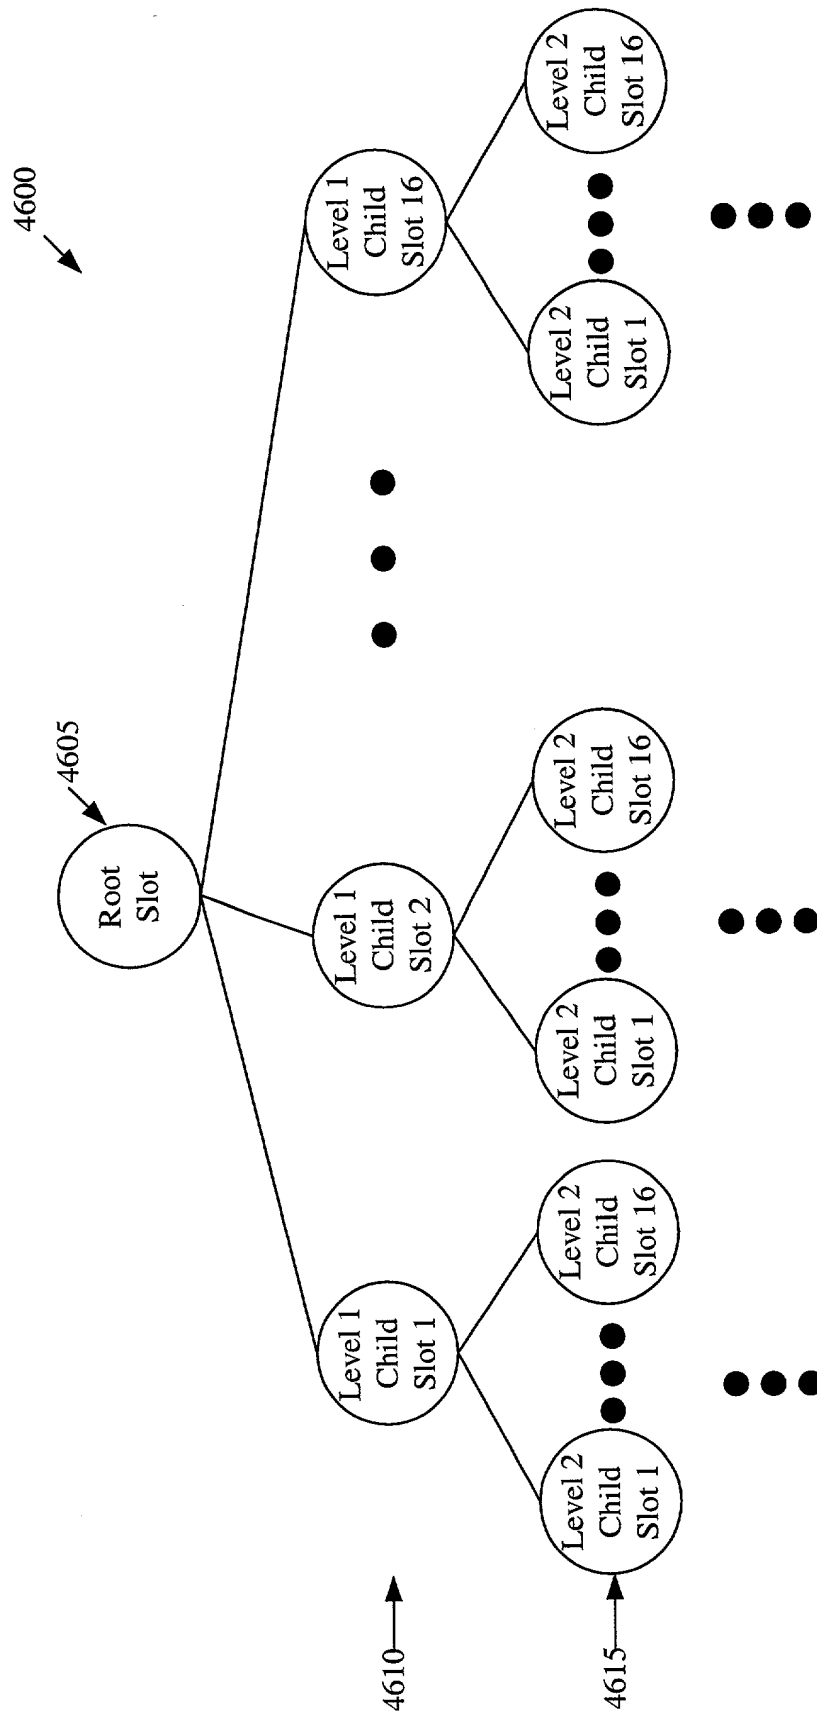 4600
4605
Root
Slot
4610
Level 1
Child
Slot 1
Level 1
Child
Slot 2
Level 1
Child
Slot 16
4615
Level 2
Child
Slot 1
Level 2
Child
Slot 16
Level 2
Child
Slot 1
Level 2
Child
Slot 16
Level 2
Child
Slot 1
Level 2
Child
Slot 16